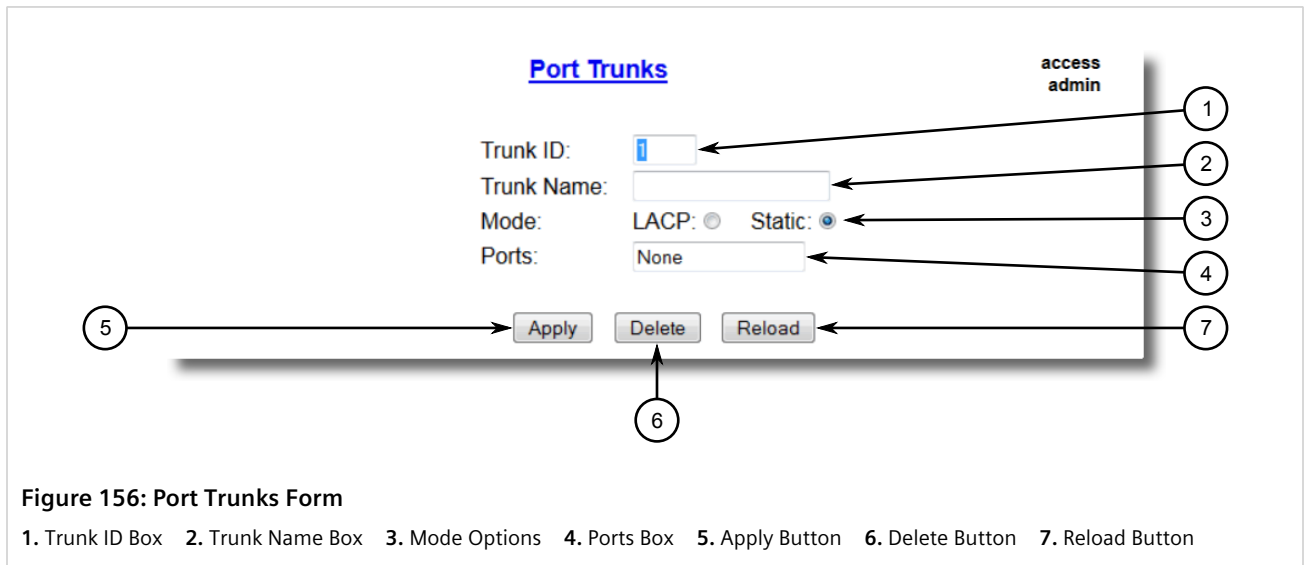 Port Trunks
access
admin
1
Trunk ID: 1
2
Trunk Name:
Mode: LACP: Static:
3
Ports: None
4
5
Apply Delete Reload
7
6
Figure 156: Port Trunks Form
1. Trunk ID Box 2. Trunk Name Box 3. Mode Options 4. Ports Box 5. Apply Button 6. Delete Button 7. Reload Button